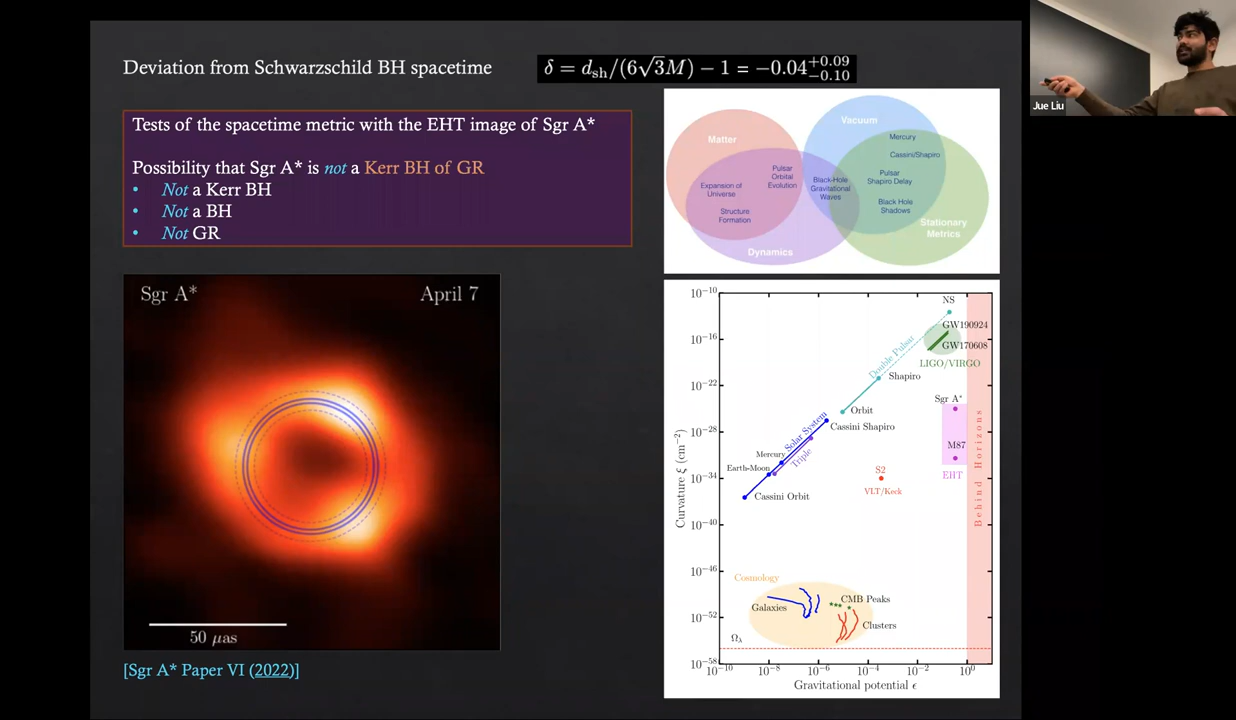 Deviation from Schwarzschild BH spacetime
δ = d_sh/(6√3M) − 1 = −0.04^{+0.09}_{−0.10}
Jue Liu
Tests of the spacetime metric with the EHT image of Sgr A*
Possibility that Sgr A* is not a Kerr BH of GR
• Not a Kerr BH
• Not a BH
• Not GR
Matter
Vacuum
Mercury
Cassini/Shapiro
Pulsar
Orbital
Evolution
Expansion of
Universe
Structure
Formation
Black-Hole
Gravitational
Waves
Pulsar
Shapiro Delay
Black Hole
Shadows
Stationary
Metrics
Dynamics
Sgr A*
April 7
50 μas
[Sgr A* Paper VI (2022)]
10⁻¹⁰
10⁻¹⁶
10⁻²²
10⁻²⁸
10⁻³⁴
10⁻⁴⁰
10⁻⁴⁶
10⁻⁵²
10⁻⁵⁸
Curvature ξ (cm⁻²)
NS
GW190924
GW170608
LIGO/VIRGO
Double Pulsar
Shapiro
Orbit
Sgr A*
Cassini Shapiro
Solar System
Triple
Mercury
Earth-Moon
M87
EHT
S2
VLT/Keck
Cassini Orbit
Behind Horizons
Cosmology
Galaxies
CMB Peaks
Clusters
Ω_λ
10⁻¹⁰
10⁻⁸
10⁻⁶
10⁻⁴
10⁻²
10⁰
Gravitational potential ϵ